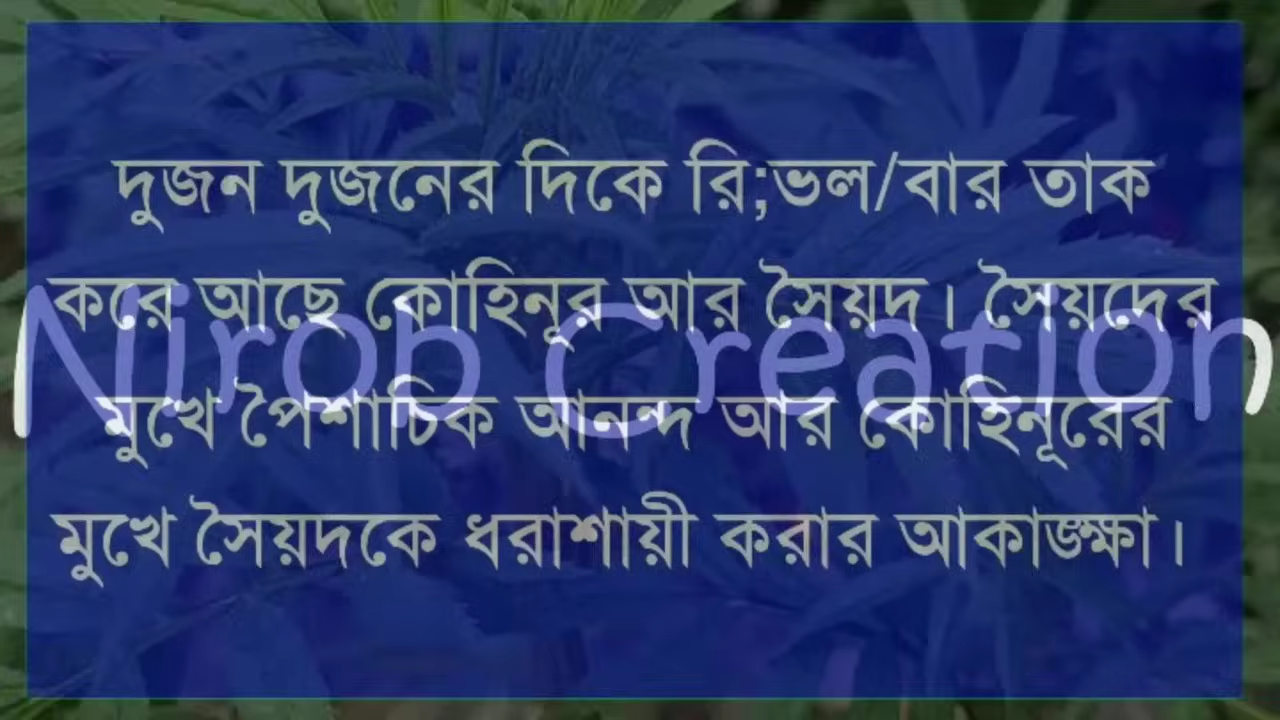 দুজন দুজনের দিকে রি;ভল/বার তাক
করে আছে কোহিনূর আর সৈয়দ। সৈয়দের
Nirob Creation
মুখে পৈশাচিক আনন্দ আর কোহিনূরের
মুখে সৈয়দকে ধরাশায়ী করার আকাঙ্ক্ষা।